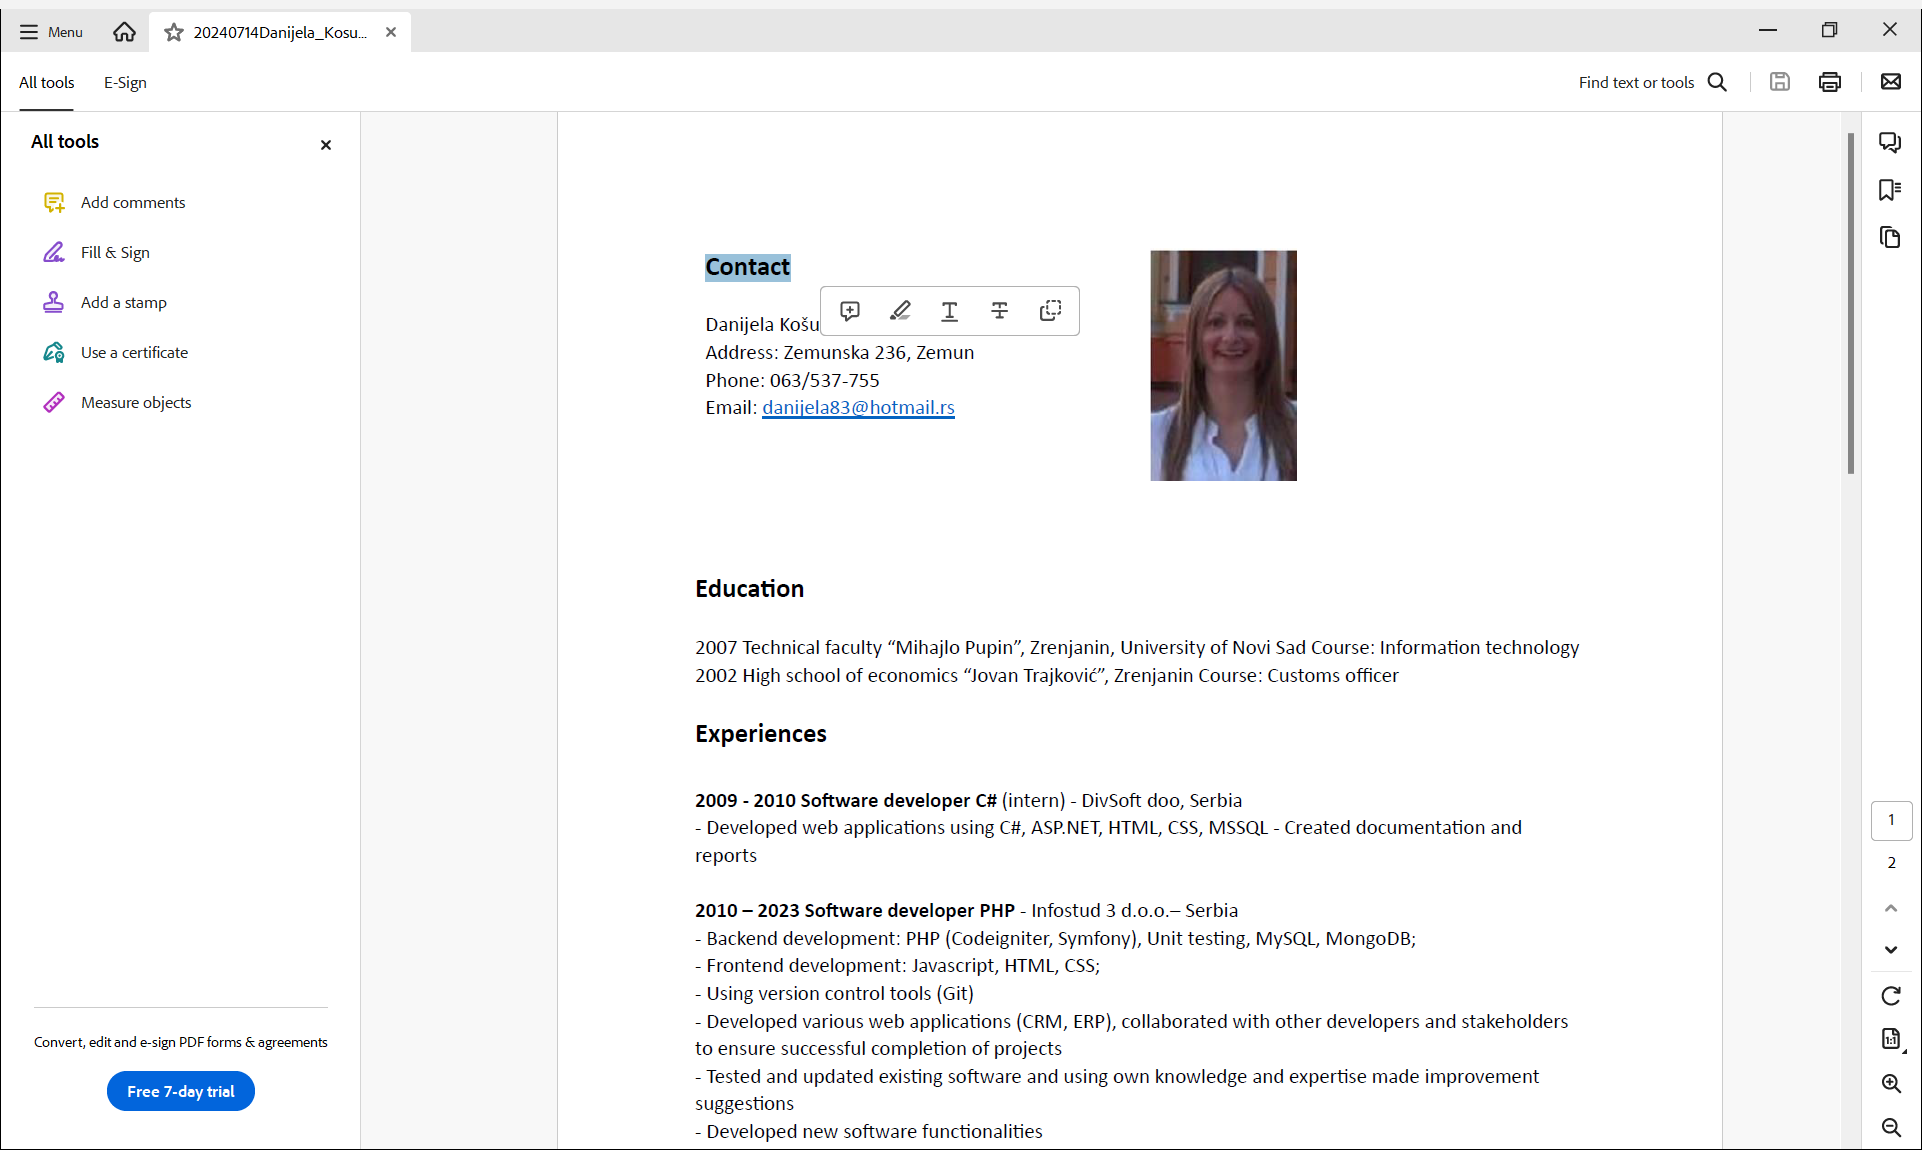 Menu
20240714Danijela_Kosu...
All tools
E-Sign
Find text or tools
All tools
Add comments
Fill & Sign
Add a stamp
Use a certificate
Measure objects
Convert, edit and e-sign PDF forms & agreements
Free 7-day trial
Contact
Danijela Košu
Address: Zemunska 236, Zemun
Phone: 063/537-755
Email: danijela83@hotmail.rs
Education
2007 Technical faculty “Mihajlo Pupin”, Zrenjanin, University of Novi Sad Course: Information technology
2002 High school of economics “Jovan Trajković”, Zrenjanin Course: Customs officer
Experiences
2009 - 2010 Software developer C# (intern) - DivSoft doo, Serbia
- Developed web applications using C#, ASP.NET, HTML, CSS, MSSQL - Created documentation and
reports
2010 – 2023 Software developer PHP - Infostud 3 d.o.o.– Serbia
- Backend development: PHP (Codeigniter, Symfony), Unit testing, MySQL, MongoDB;
- Frontend development: Javascript, HTML, CSS;
- Using version control tools (Git)
- Developed various web applications (CRM, ERP), collaborated with other developers and stakeholders
to ensure successful completion of projects
- Tested and updated existing software and using own knowledge and expertise made improvement
suggestions
- Developed new software functionalities
1
2
1:1